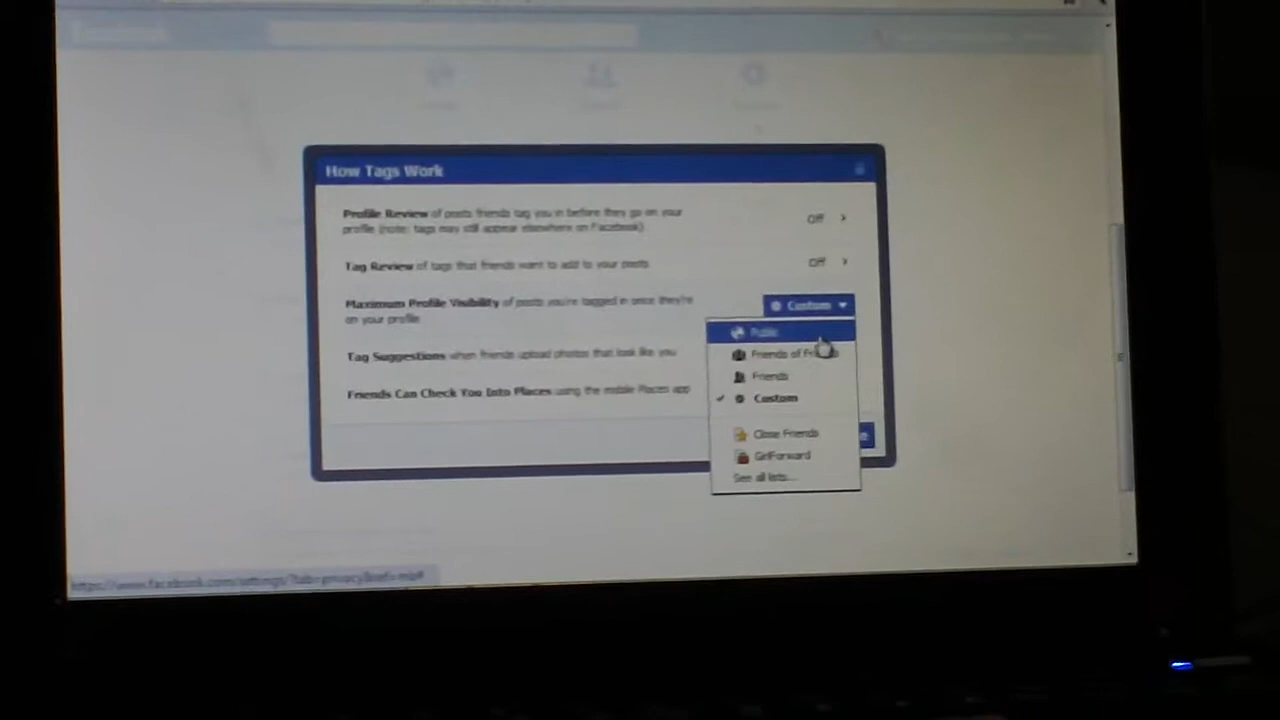 How Tags Work
Profile Review of posts friends tag you in before they go on your
profile (note: tags may still appear elsewhere on Facebook)
Off
Tag Review of tags that friends want to add to your posts
Off
Maximum Profile Visibility of posts you're tagged in once they're
on your profile
Custom
Public
Friends of Friends
Tag Suggestions when friends upload photos that look like you
Friends
Friends Can Check You Into Places using the mobile Places app
Custom
Close Friends
GirlForward
See all lists...